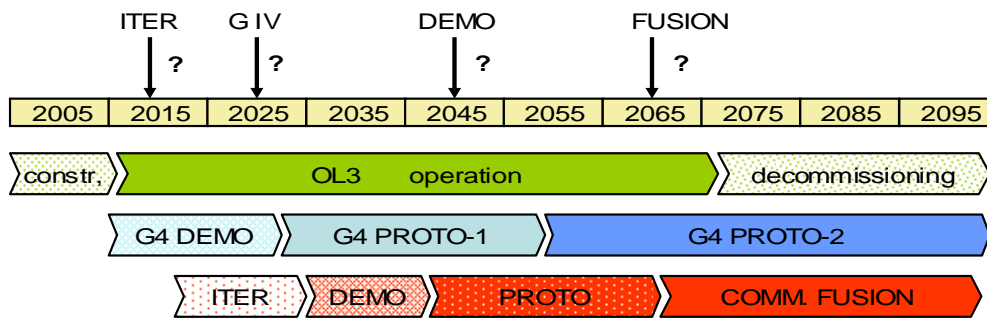 ITER G IV DEMO FUSION
? ? ? ?
2005 2015 2025 2035 2045 2055 2065 2075 2085 2095
constr, OL3 operation decommissioning
G4 DEMO G4 PROTO-1 G4 PROTO-2
ITER DEMO PROTO COMM. FUSION